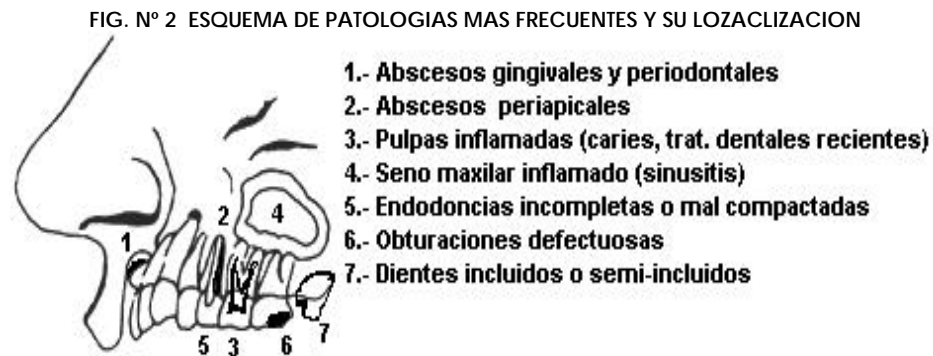 FIG. Nº 2 ESQUEMA DE PATOLOGIAS MAS FRECUENTES Y SU LOZACLIZACION
1.- Abscesos gingivales y periodontales
2.- Abscesos periapicales
3.- Pulpas inflamadas (caries, trat. dentales recientes)
4.- Seno maxilar inflamado (sinusitis)
5.- Endodoncias incompletas o mal compactadas
6.- Obturaciones defectuosas
7.- Dientes incluidos o semi-incluidos
1
2
4
5
3
6
7